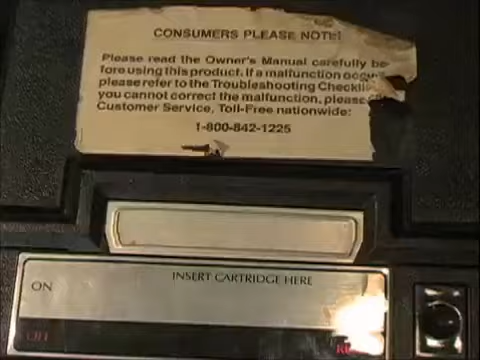 CONSUMERS PLEASE NOTE!
Please read the Owner's Manual carefully be-
fore using this product. If a malfunction
please refer to the Troubleshooting
you cannot correct the malfunction, please
Customer Service, Toll-Free nationwide:
1-800-842-1225
INSERT CARTRIDGE HERE
ON
OFF